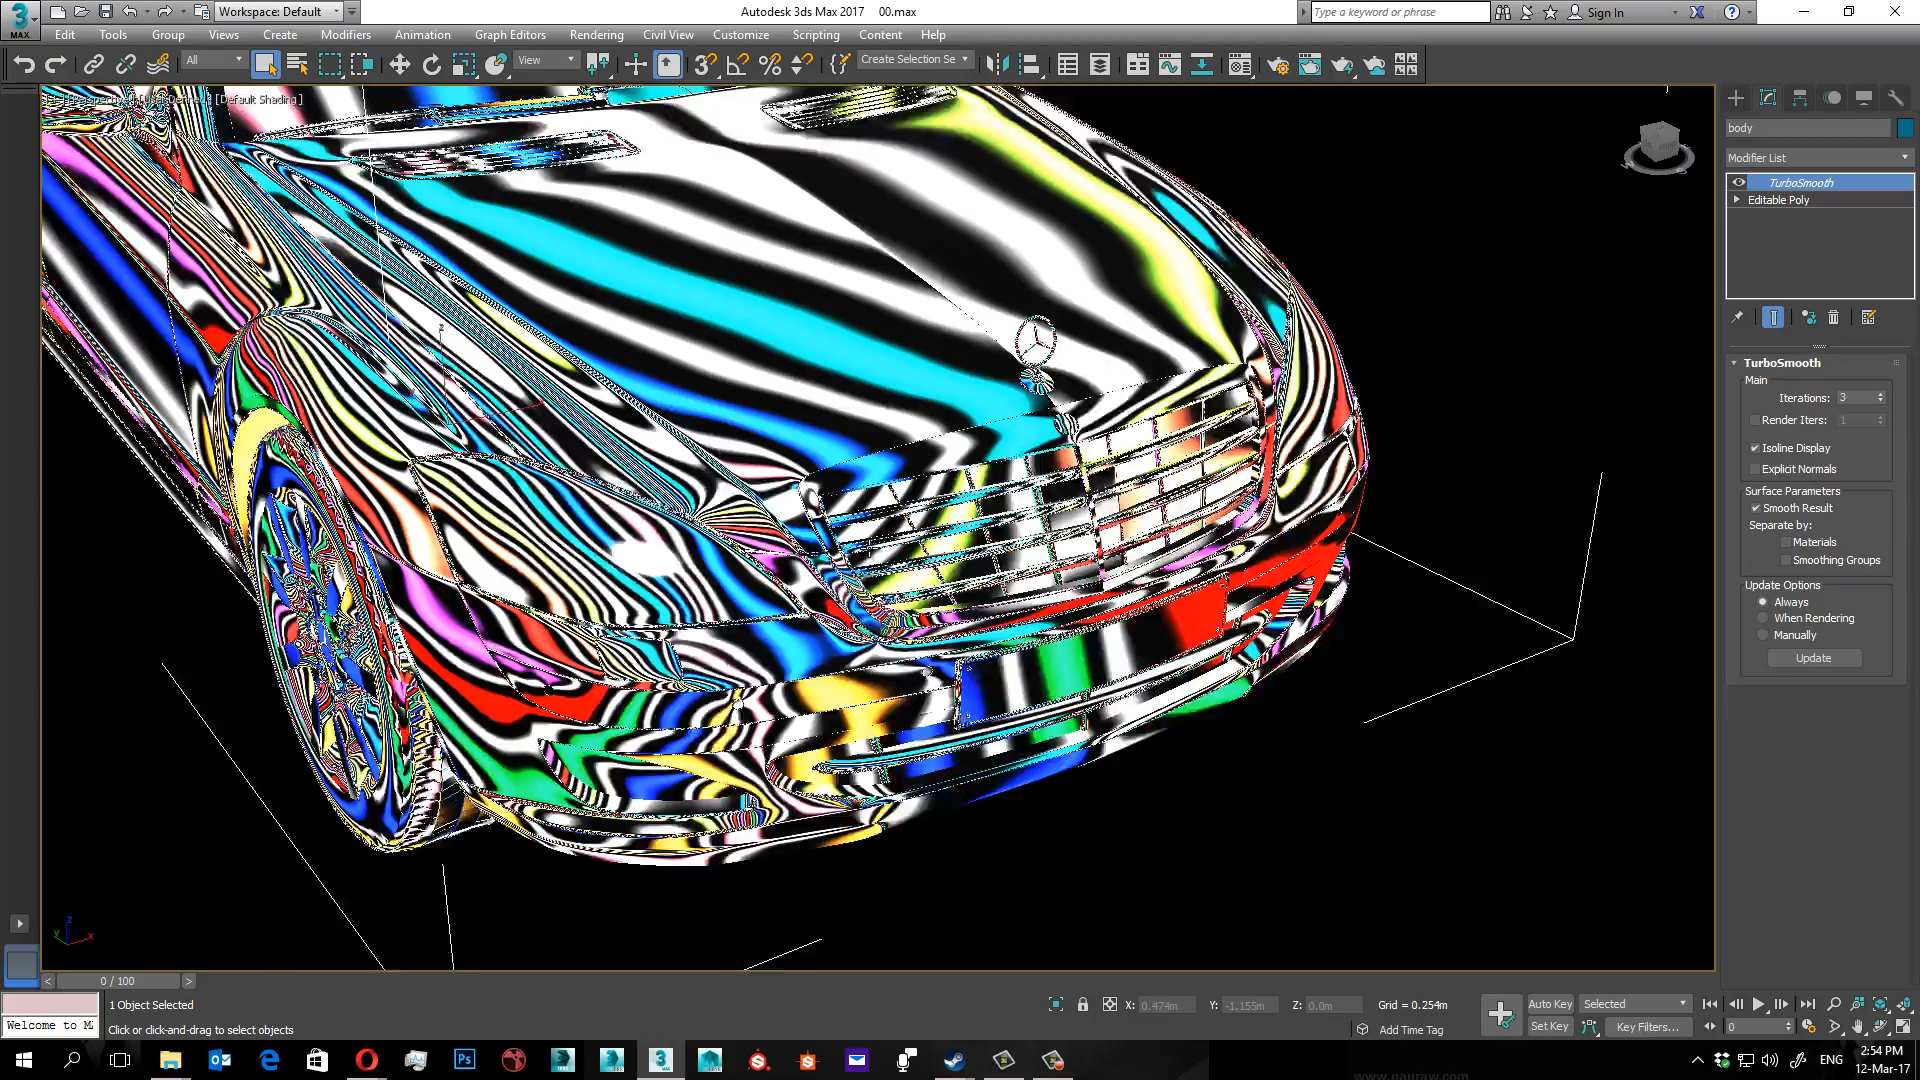 Workspace: Default
Autodesk 3ds Max 2017    00.max
Type a keyword or phrase
Sign In
MAX
Edit
Tools
Group
Views
Create
Modifiers
Animation
Graph Editors
Rendering
Civil View
Customize
Scripting
Content
Help
All
View
Create Selection Se
[Default Shading]
body
Modifier List
TurboSmooth
Editable Poly
TurboSmooth
Main
Iterations: 3
Render Iters: 1
Isoline Display
Explicit Normals
Surface Parameters
Smooth Result
Separate by:
Materials
Smoothing Groups
Update Options
Always
When Rendering
Manually
Update
z
z
y
x
0 / 100
1 Object Selected
X: 0.474m
Y: -1.155m
Z: 0.0m
Grid = 0.254m
Auto Key
Selected
Welcome to M
Click or click-and-drag to select objects
Add Time Tag
Set Key
Key Filters...
0
ENG
2:54 PM
12-Mar-17